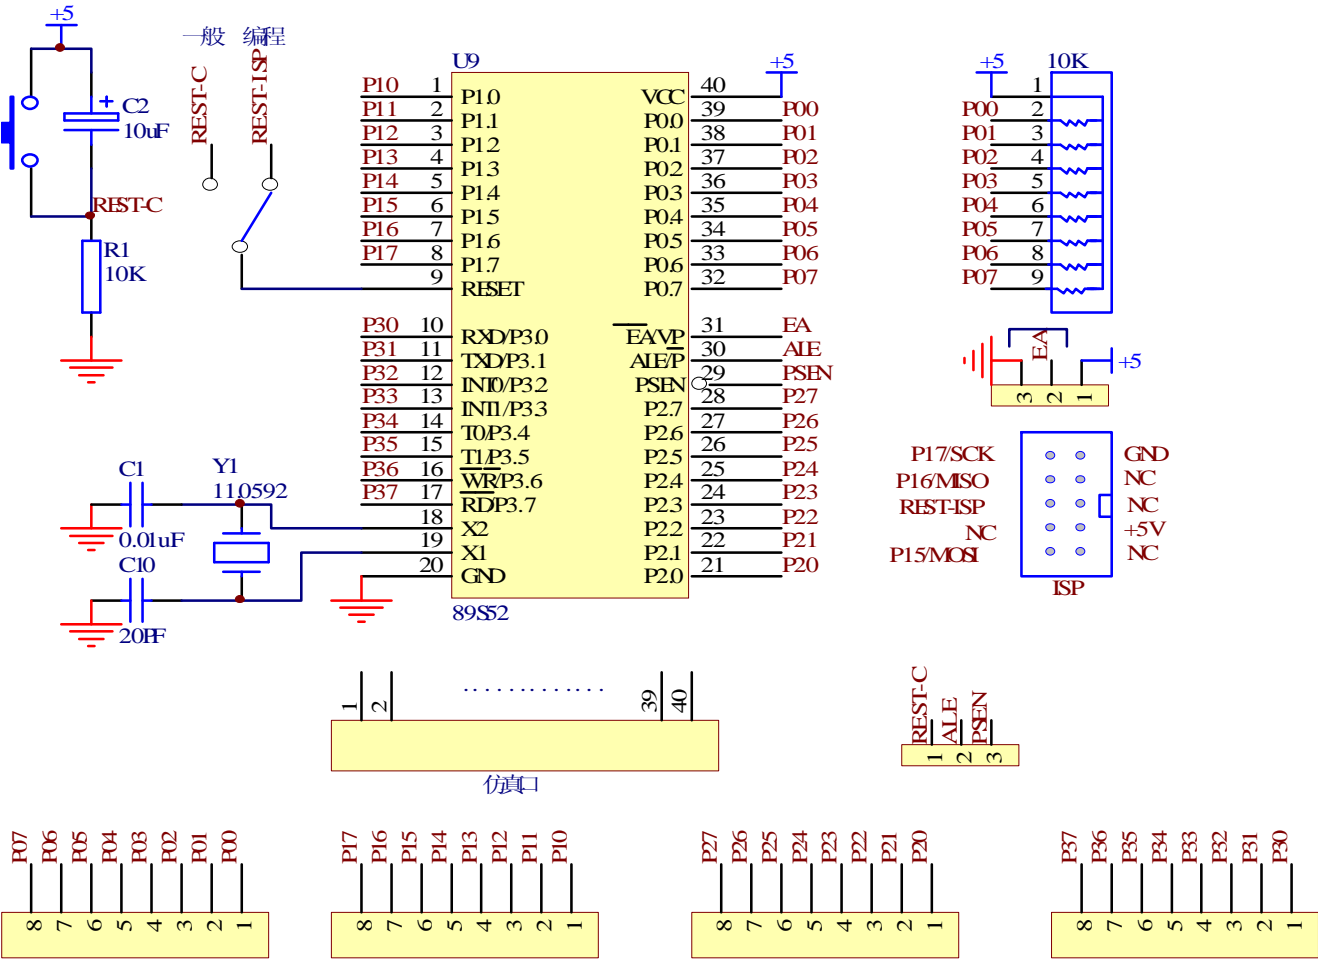 +5
一般 编程
REST-C
REST-ISP
C2
10uF
REST-C
R1
10K
U9
P10 1 P1.0
P11 2 P1.1
P12 3 P1.2
P13 4 P1.3
P14 5 P1.4
P15 6 P1.5
P16 7 P1.6
P17 8 P1.7
9 RESET
P30 10 RXD/P3.0
P31 11 TXD/P3.1
P32 12 INT0/P3.2
P33 13 INT1/P3.3
P34 14 T0/P3.4
P35 15 T1/P3.5
P36 16 WR/P3.6
P37 17 RD/P3.7
18 X2
19 X1
20 GND
VCC 40 +5
P0.0 39 P00
P0.1 38 P01
P0.2 37 P02
P0.3 36 P03
P0.4 35 P04
P0.5 34 P05
P0.6 33 P06
P0.7 32 P07
EA/VP 31 EA
ALE/P 30 ALE
PSEN 29 PSEN
P2.7 28 P27
P2.6 27 P26
P2.5 26 P25
P2.4 25 P24
P2.3 24 P23
P2.2 23 P22
P2.1 22 P21
P2.0 21 P20
89S52
C1
0.01uF
Y1
11.0592
C10
20PF
+5 10K
1
P00 2
P01 3
P02 4
P03 5
P04 6
P05 7
P06 8
P07 9
EA
+5
3 2 1
P17/SCK GND
P16/MISO NC
REST-ISP NC
NC +5V
P15/MOSI NC
ISP
1 2 ............. 39 40
仿真口
REST-C ALE PSEN
1 2 3
P07 P06 P05 P04 P03 P02 P01 P00
8 7 6 5 4 3 2 1
P17 P16 P15 P14 P13 P12 P11 P10
8 7 6 5 4 3 2 1
P27 P26 P25 P24 P23 P22 P21 P20
8 7 6 5 4 3 2 1
P37 P36 P35 P34 P33 P32 P31 P30
8 7 6 5 4 3 2 1